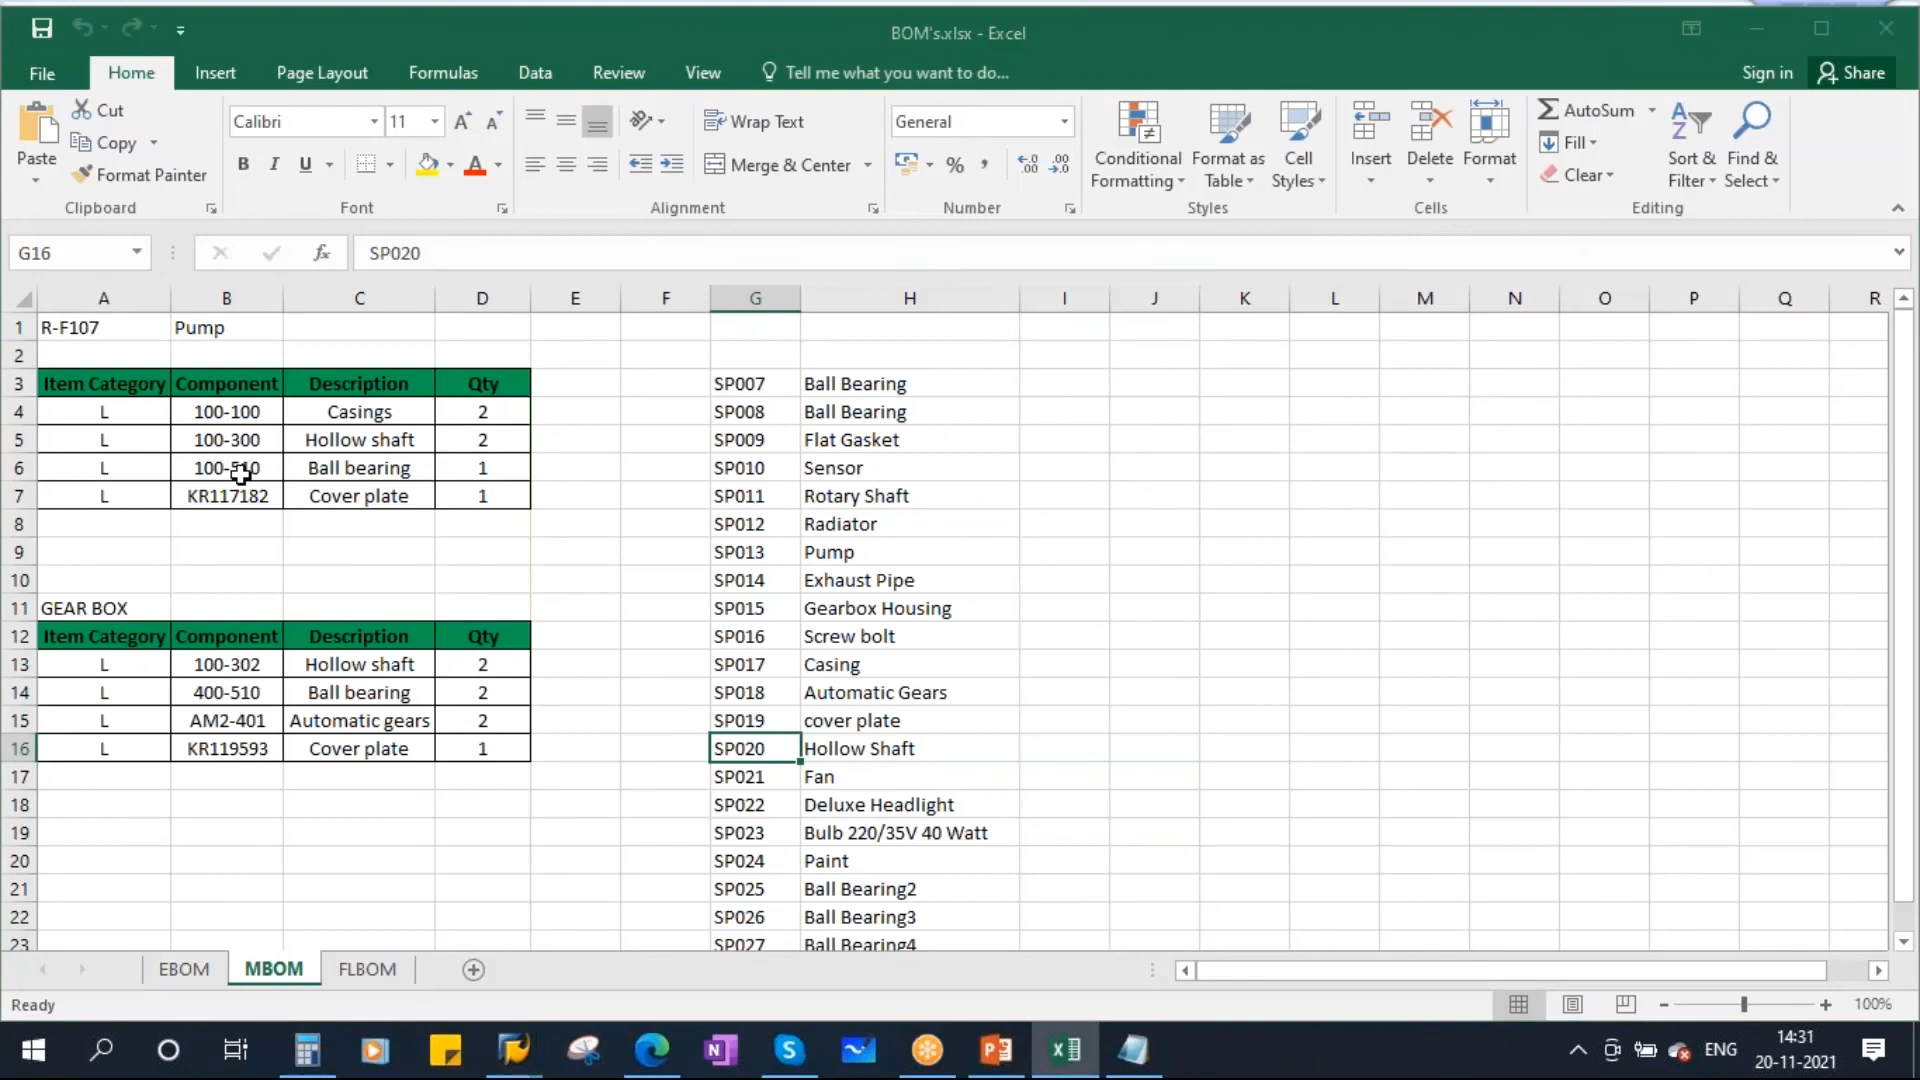 BOM's.xlsx - Excel
File Home Insert Page Layout Formulas Data Review View Tell me what you want to do... Sign in Share
Paste
Cut
Copy
Format Painter
Clipboard
Calibri 11
B I U
Font
Wrap Text
Merge & Center
Alignment
General
%
Number
Conditional Formatting
Format as Table
Cell Styles
Styles
Insert Delete Format
Cells
AutoSum
Fill
Clear
Sort & Filter
Find & Select
Editing
G16 fx SP020
A B C D E F G H I J K L M N O P Q R
1 R-F107 Pump
2
3 Item Category Component Description Qty SP007 Ball Bearing
4 L 100-100 Casings 2 SP008 Ball Bearing
5 L 100-300 Hollow shaft 2 SP009 Flat Gasket
6 L 100-510 Ball bearing 1 SP010 Sensor
7 L KR117182 Cover plate 1 SP011 Rotary Shaft
8 SP012 Radiator
9 SP013 Pump
10 SP014 Exhaust Pipe
11 GEAR BOX SP015 Gearbox Housing
12 Item Category Component Description Qty SP016 Screw bolt
13 L 100-302 Hollow shaft 2 SP017 Casing
14 L 400-510 Ball bearing 2 SP018 Automatic Gears
15 L AM2-401 Automatic gears 2 SP019 cover plate
16 L KR119593 Cover plate 1 SP020 Hollow Shaft
17 SP021 Fan
18 SP022 Deluxe Headlight
19 SP023 Bulb 220/35V 40 Watt
20 SP024 Paint
21 SP025 Ball Bearing2
22 SP026 Ball Bearing3
23 SP027 Ball Bearing4
EBOM MBOM FLBOM
Ready 100%
ENG
14:31
20-11-2021